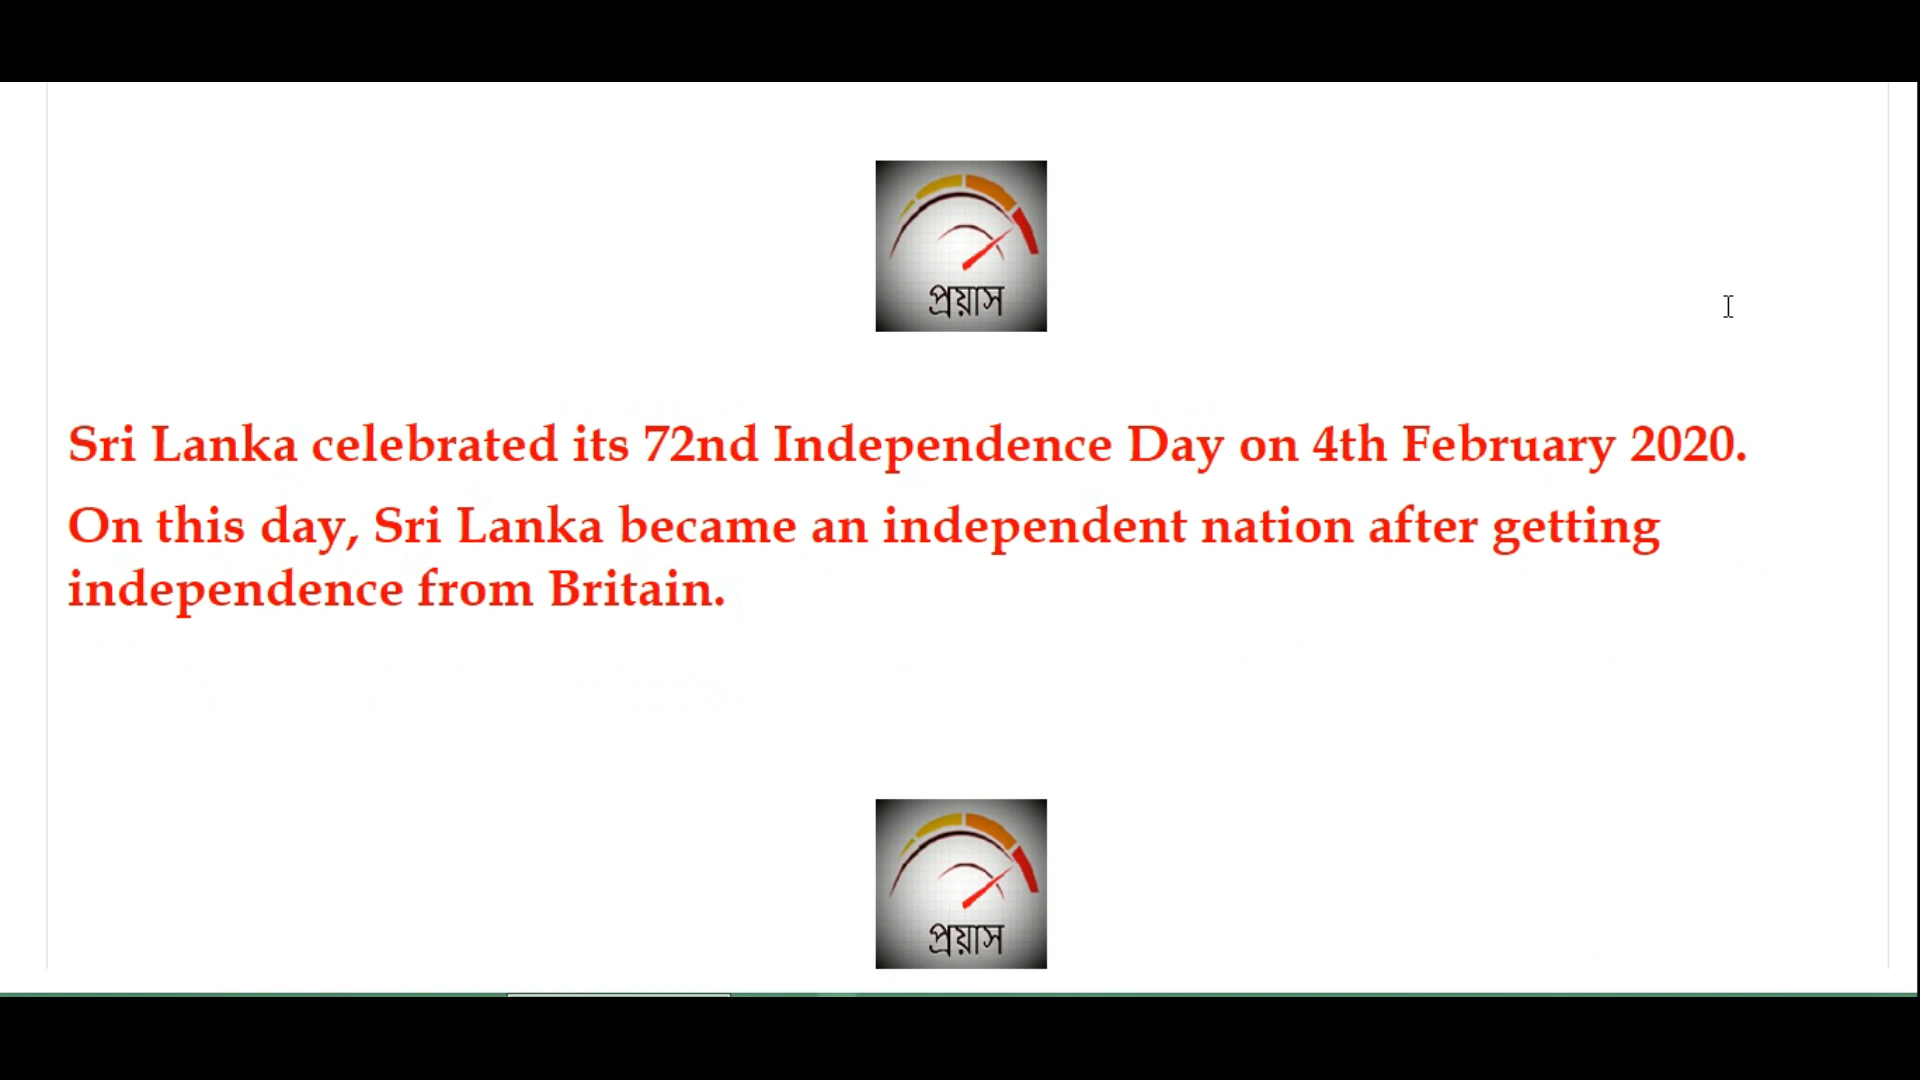 প্রয়াস
Sri Lanka celebrated its 72nd Independence Day on 4th February 2020.
On this day, Sri Lanka became an independent nation after getting
independence from Britain.
প্রয়াস